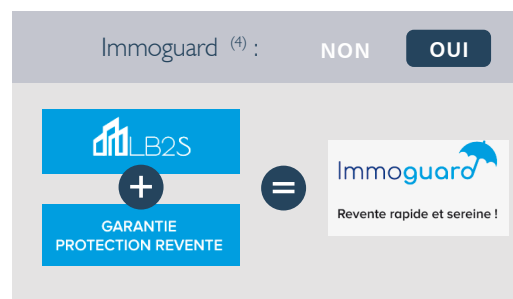 Immoguard (4) :
NON
OUI
LB2S
+
GARANTIE
PROTECTION REVENTE
=
Immoguard
Revente rapide et sereine !